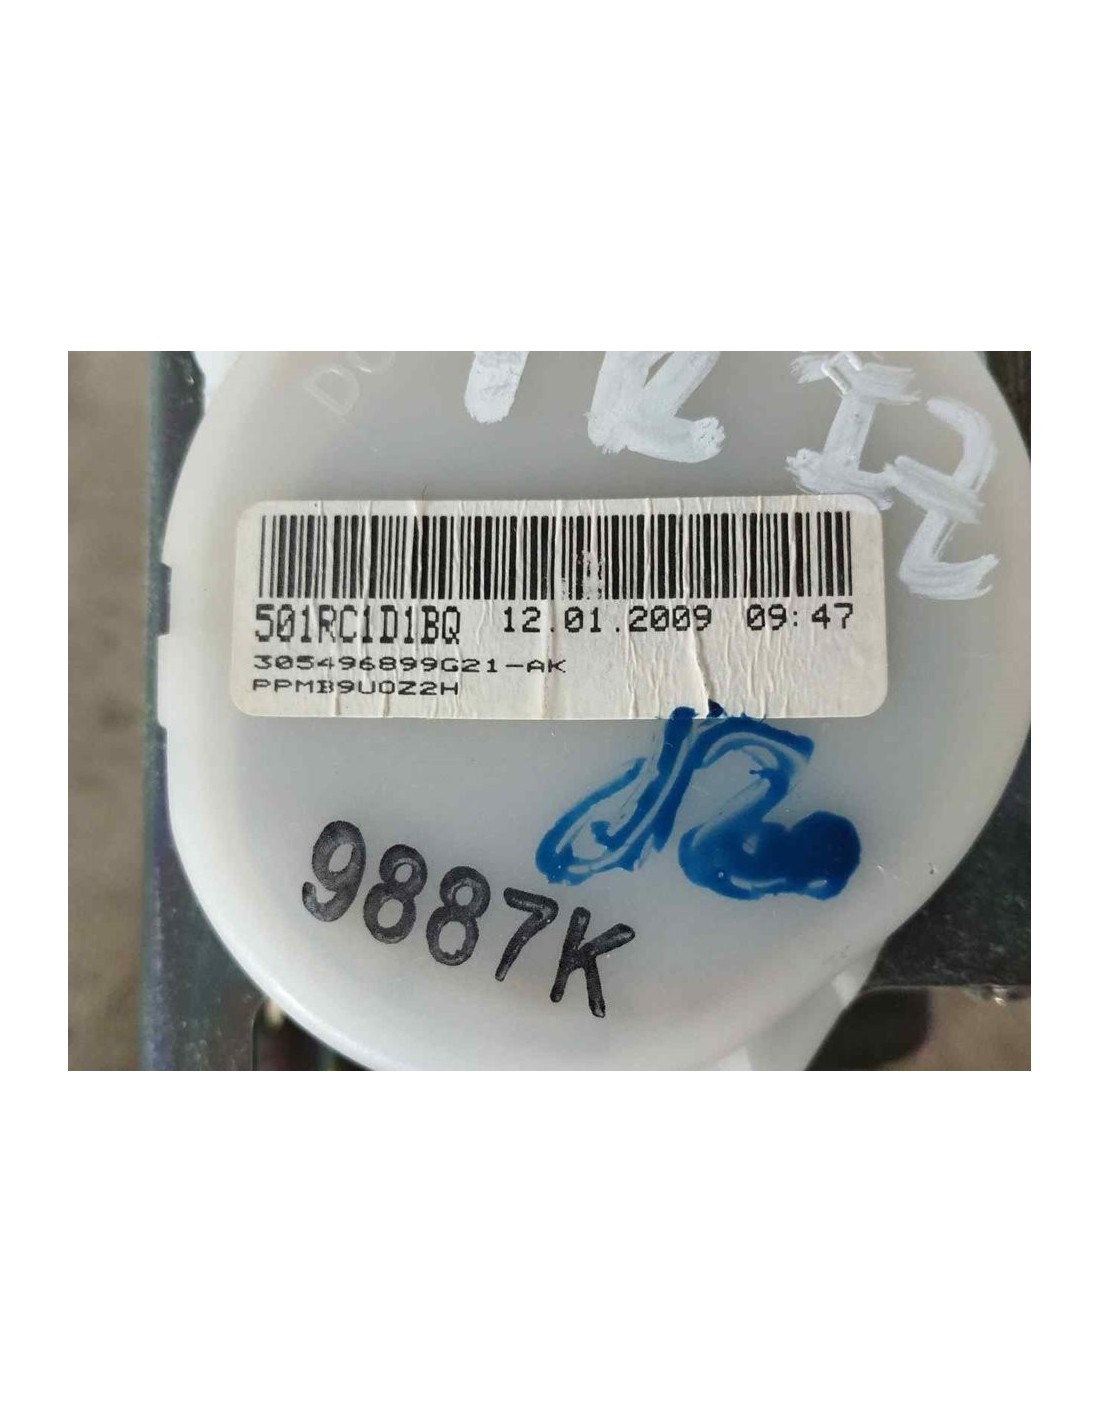 501RC1D1BQ 12.01.2009 09:47
305496899G21-AK
PPMB9U0Z2H
9887K